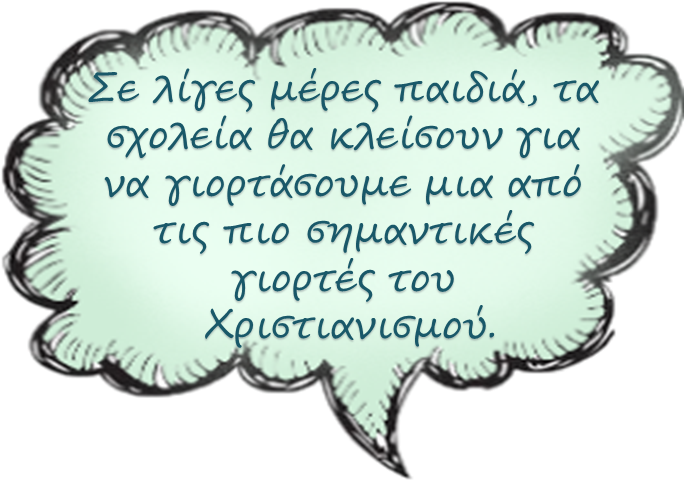 Σε λίγες μέρες παιδιά, τα
σχολεία θα κλείσουν για
να γιορτάσουμε μια από
τις πιο σημαντικές
γιορτές του
Χριστιανισμού.